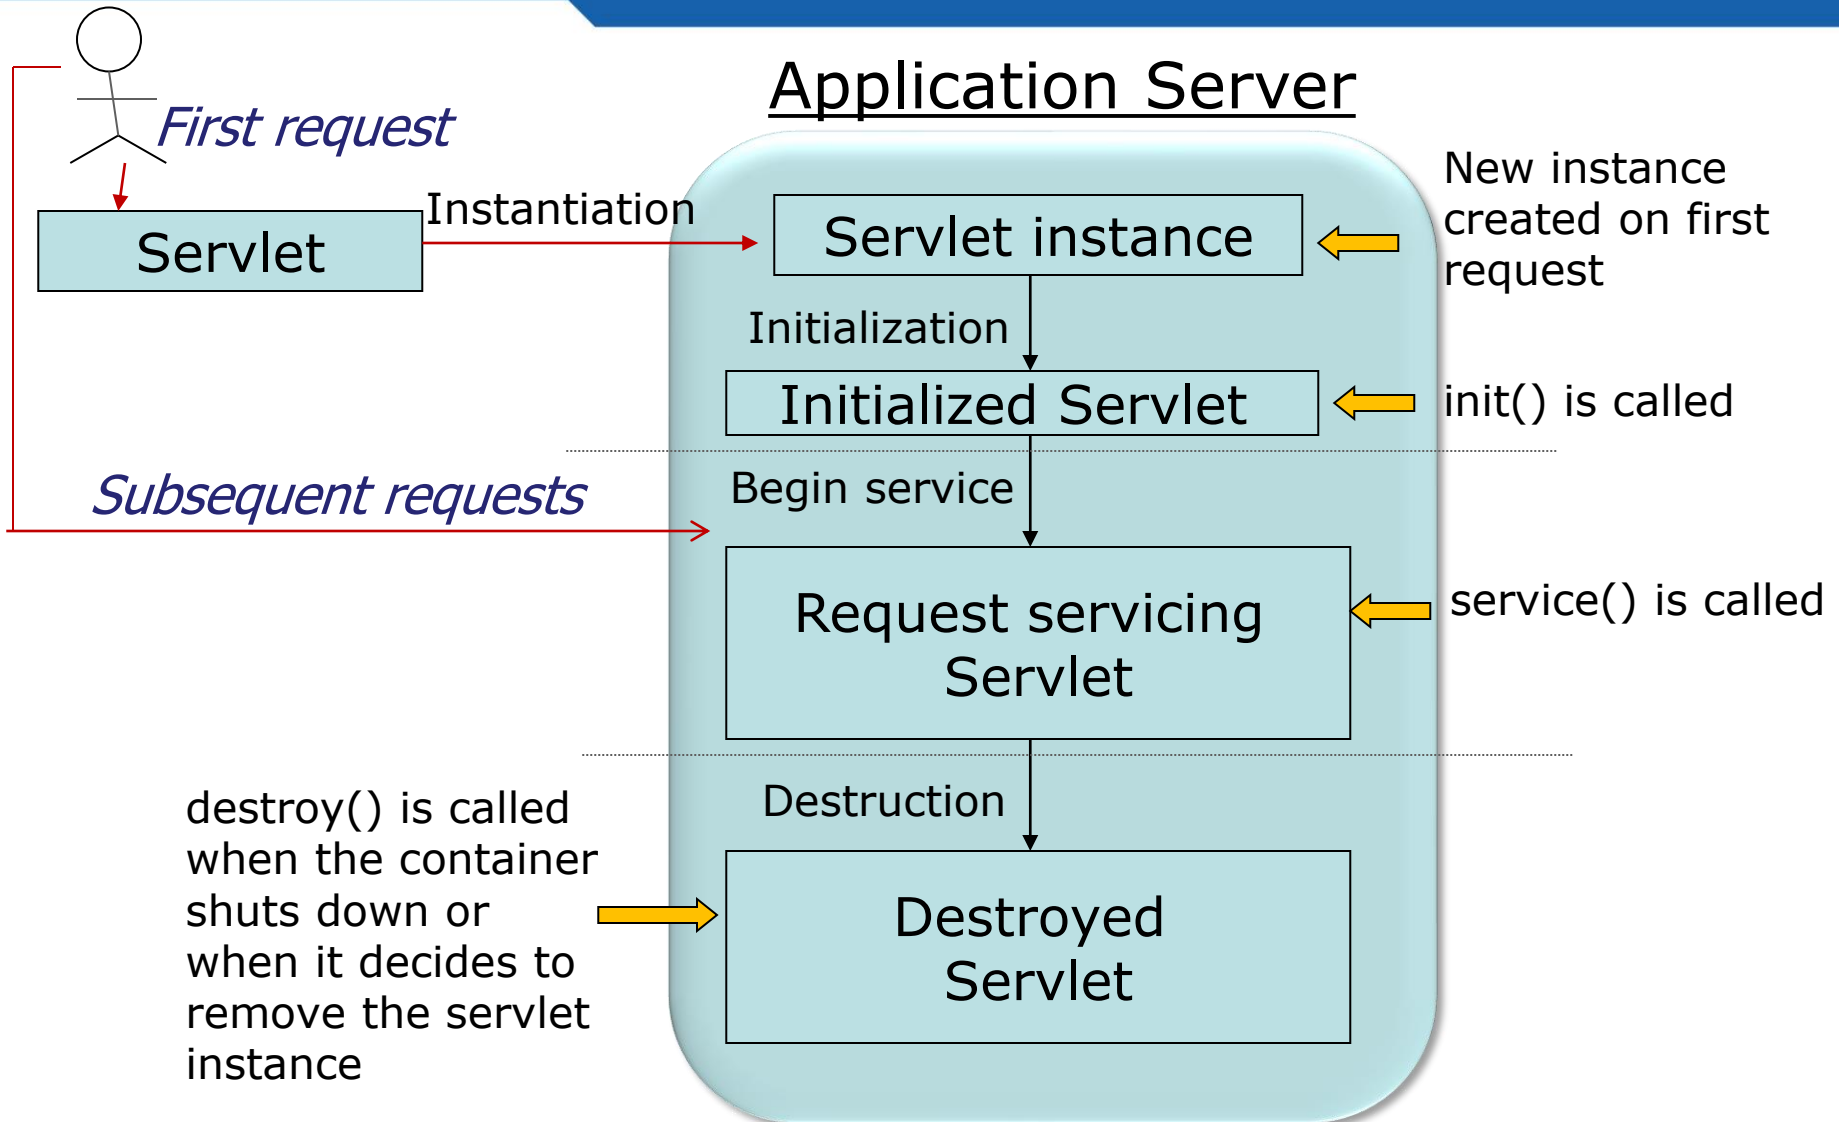 Application Server
First request
Servlet
Instantiation
Servlet instance
New instance
created on first
request
Initialization
Initialized Servlet
init() is called
Subsequent requests
Begin service
Request servicing
Servlet
service() is called
Destruction
destroy() is called
when the container
shuts down or
when it decides to
remove the servlet
instance
Destroyed
Servlet